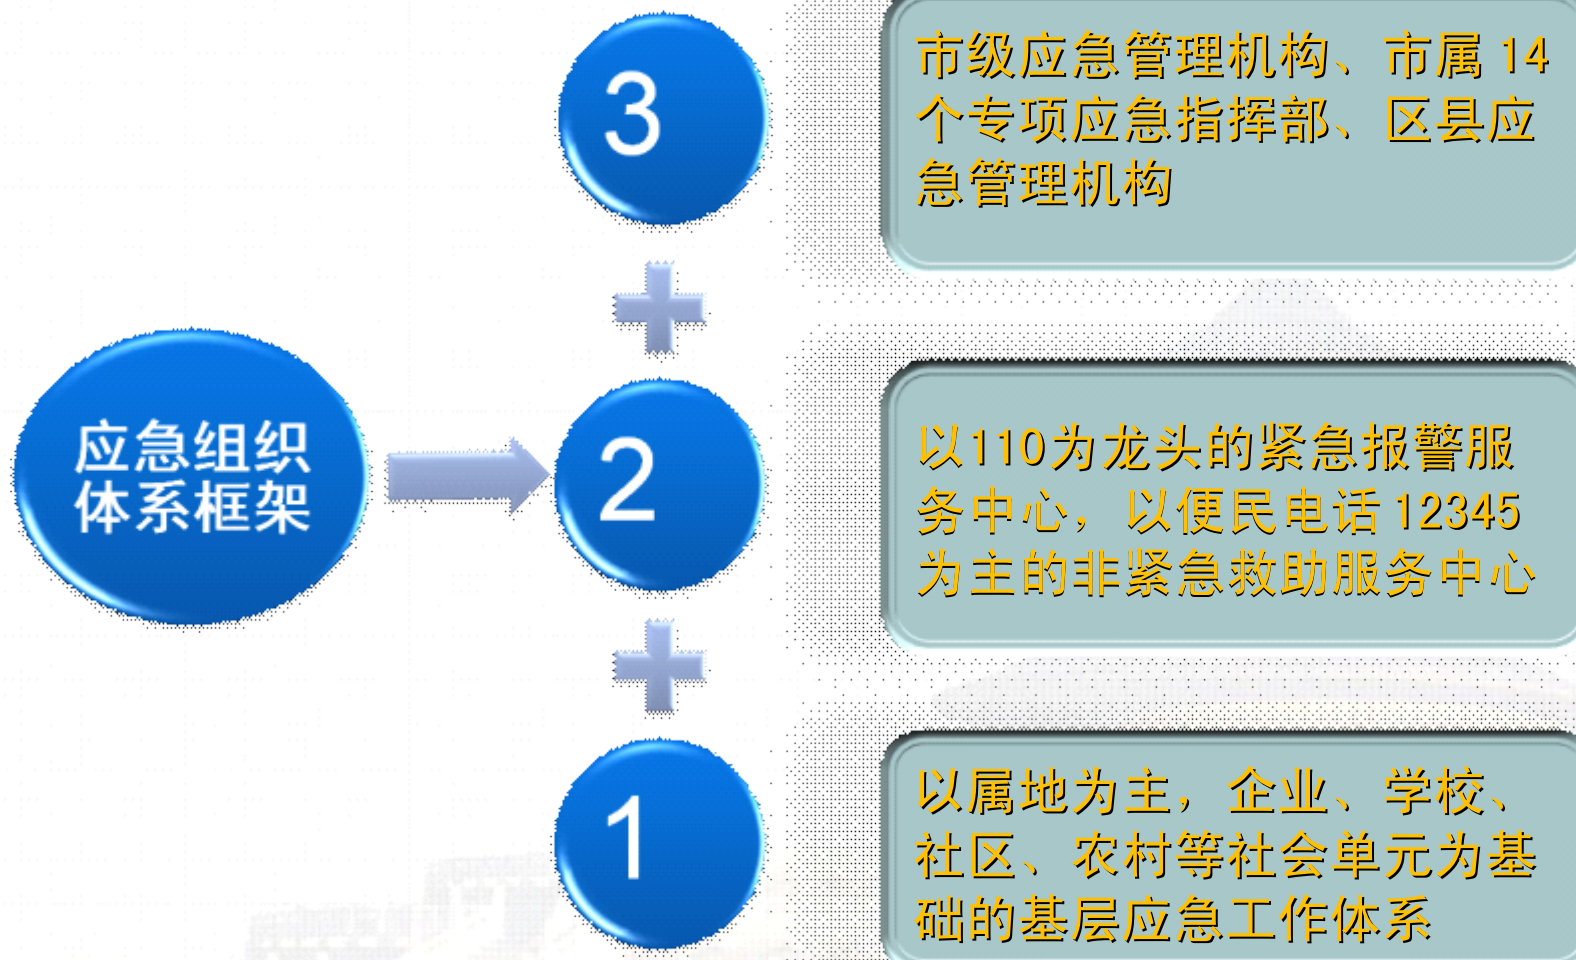 3
市级应急管理机构、市属14
个专项应急指挥部、区县应
急管理机构
应急组织
体系框架
2
以110为龙头的紧急报警服
务中心，以便民电话12345
为主的非紧急救助服务中心
1
以属地为主，企业、学校、
社区、农村等社会单元为基
础的基层应急工作体系